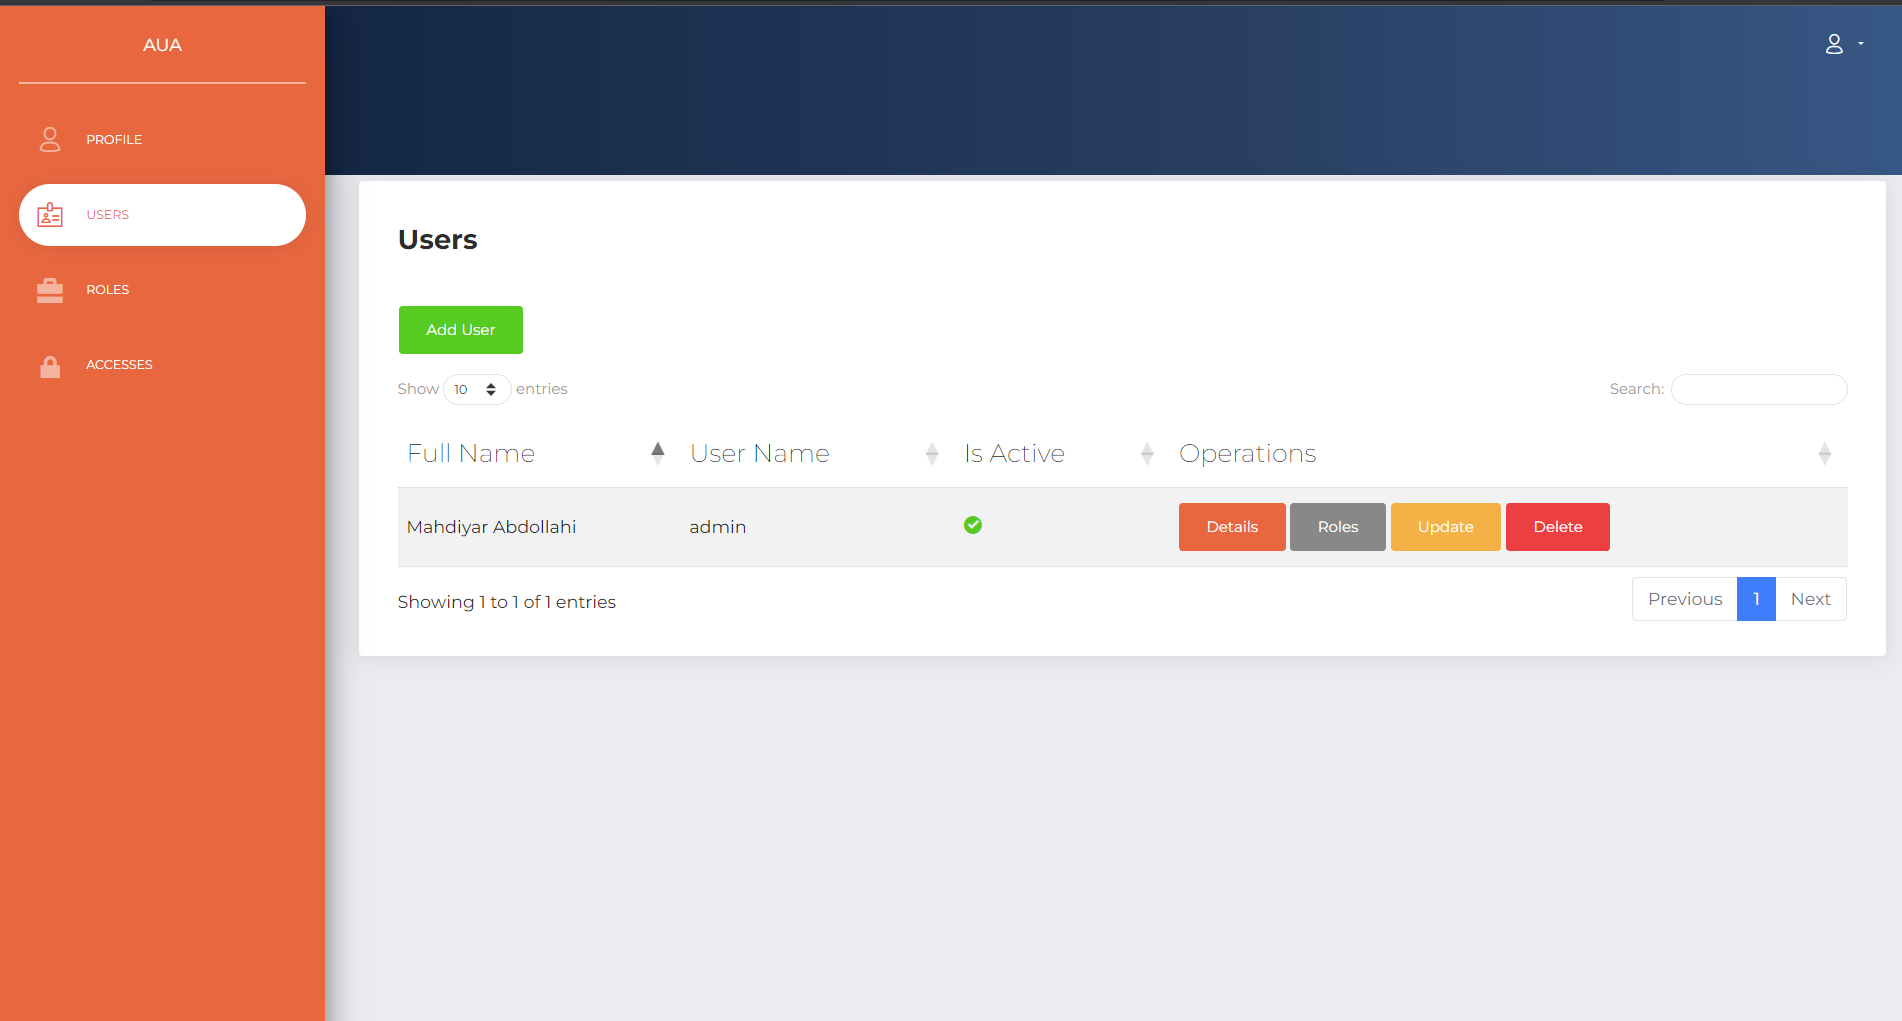 AUA
PROFILE
USERS
ROLES
ACCESSES
Users
Add User
Show 10 entries
Search:
Full Name User Name Is Active Operations
Mahdiyar Abdollahi admin Details Roles Update Delete
Showing 1 to 1 of 1 entries
Previous 1 Next